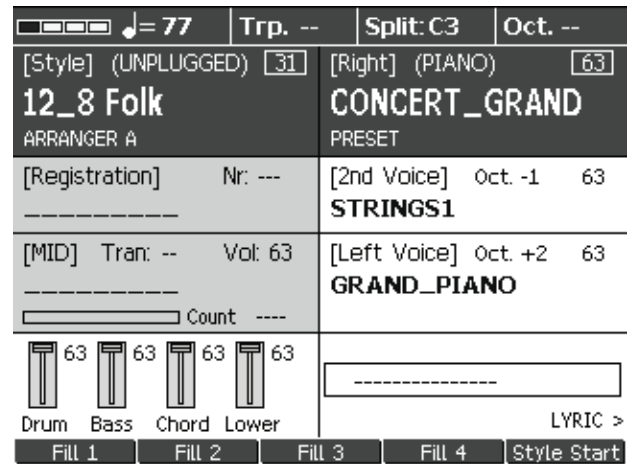 ♩= 77 Trp. -- Split: C3 Oct. --
[Style] (UNPLUGGED) 31
12_8 Folk
ARRANGER A
[Right] (PIANO) 63
CONCERT_GRAND
PRESET
[Registration] Nr: ---
_________
[2nd Voice] Oct. -1 63
STRINGS1
[MID] Tran: -- Vol: 63
_________
Count ----
[Left Voice] Oct. +2 63
GRAND_PIANO
63 63 63 63
Drum Bass Chord Lower
---------------
LYRIC >
Fill 1 Fill 2 Fill 3 Fill 4 Style Start